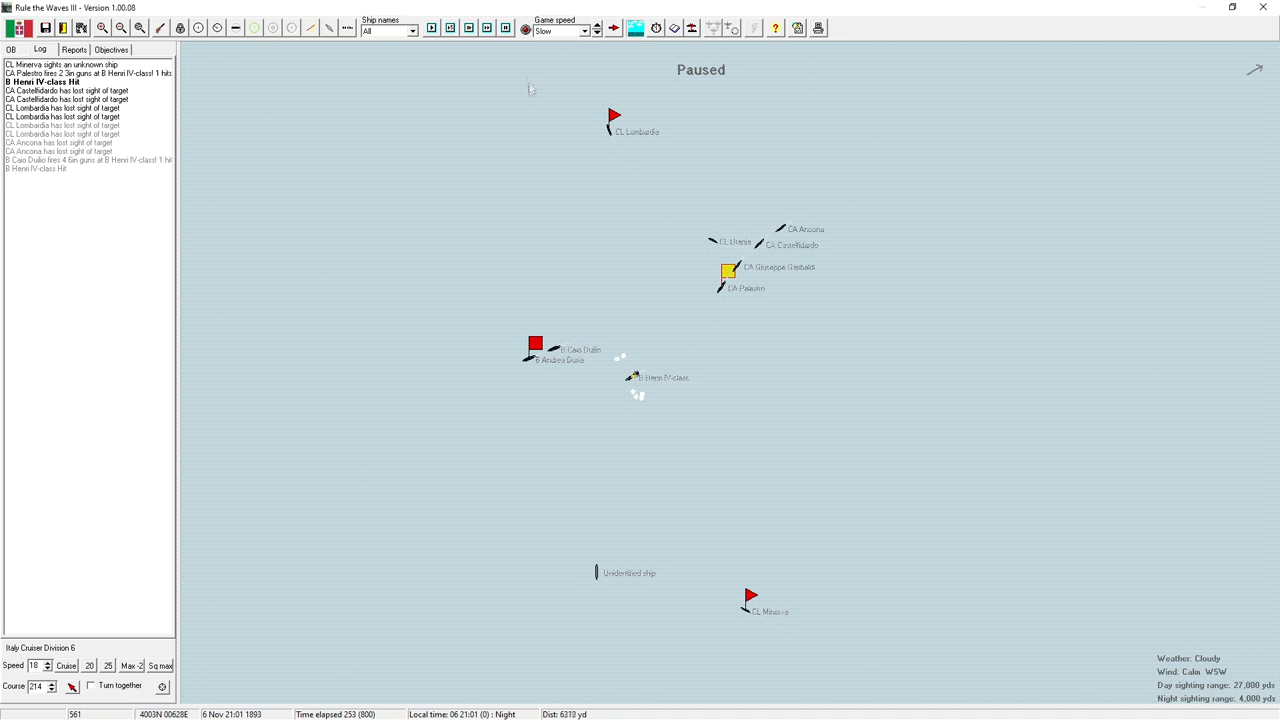 Rule the Waves III - Version 1.00.08
Ship names
All
Game speed
Slow
OB Log Reports Objectives
CL Minerva sights an unknown ship
CA Palestro fires 2 3in guns at B Henri IV-class! 1 hits
B Henri IV-class Hit
CA Castelfidardo has lost sight of target
CA Castelfidardo has lost sight of target
CL Lombardia has lost sight of target
CL Lombardia has lost sight of target
CL Lombardia has lost sight of target
CL Lombardia has lost sight of target
CA Ancona has lost sight of target
CA Ancona has lost sight of target
B Caio Duilio fires 4 6in guns at B Henri IV-class! 1 hit
B Henri IV-class Hit
Paused
CL Lombardia
CA Ancona
CL Urania
CA Castelfidardo
CA Giuseppe Garibaldi
CA Palestro
B Caio Duilio
B Andrea Doria
B Henri IV-class
Unidentified ship
CL Minerva
Italy Cruiser Division 6
Speed 18 Cruise 20 25 Max -2 Sq max
Course 214 Turn together
Weather: Cloudy
Wind: Calm WSW
Day sighting range: 27,000 yds
Night sighting range: 4,000 yds
561 4003N 00628E 6 Nov 21:01 1893 Time elapsed 253 (800) Local time: 06 21:01 (0) : Night Dist: 6373 yd